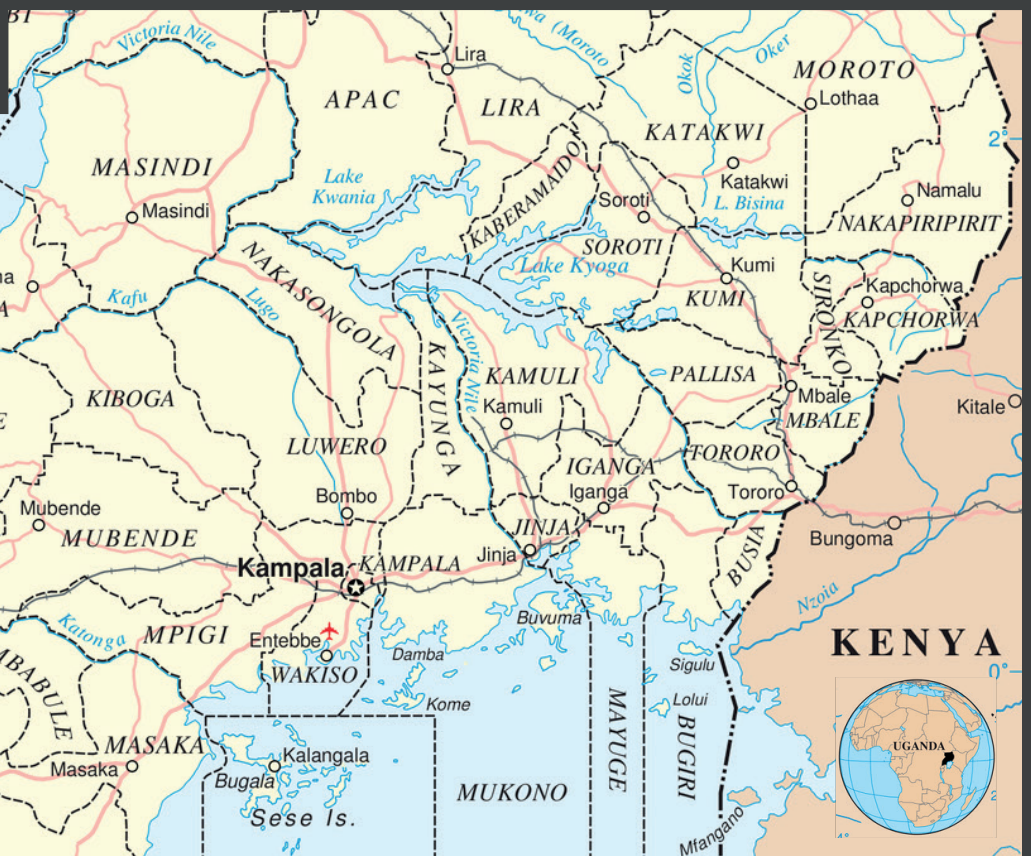 Victoria Nile
Lira
(Moroto
Okok
Oker
MOROTO
Lothaa
APAC
LIRA
KATAKWI
2°
MASINDI
Lake
Kwania
KABERAMAIDO
Katakwi
L. Bisina
Namalu
Masindi
Soroti
NAKAPIRIPIRIT
SOROTI
NAKASONGOLA
Lake Kyoga
Kumi
KUMI
SIRONKO
Kapchorwa
KAPCHORWA
Kafu
Lugo
KAYUNGA
Victoria Nile
KAMULI
PALLISA
Mbale
MBALE
KIBOGA
Kamuli
Kitale
LUWERO
TORORO
IGANGA
Iganga
Tororo
Bombo
Mubende
MUBENDE
JINJA
Jinja
BUSIA
Bungoma
Kampala
KAMPALA
Nzoia
Katonga
MPIGI
Entebbe
Buvuma
KENYA
Damba
Sigulu
0°
WAKISO
Kome
Lolui
MAYUGE
BUGIRI
MASAKA
Masaka
Kalangala
Bugala
Sese Is.
MUKONO
Mfangano
UGANDA